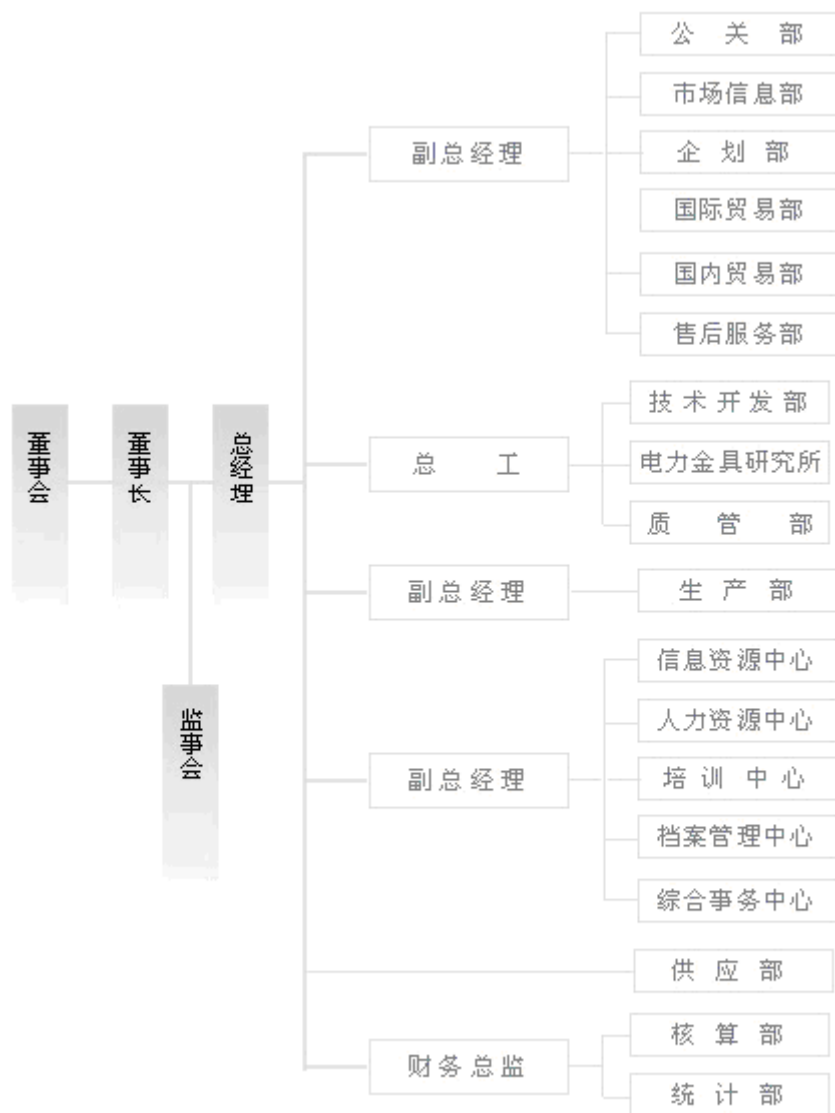 董事会
董事长
总经理
监事会
副总经理
公关部
市场信息部
企划部
国际贸易部
国内贸易部
售后服务部
总工
技术开发部
电力金具研究所
质管部
副总经理
生产部
副总经理
信息资源中心
人力资源中心
培训中心
档案管理中心
综合事务中心
供应部
财务总监
核算部
统计部